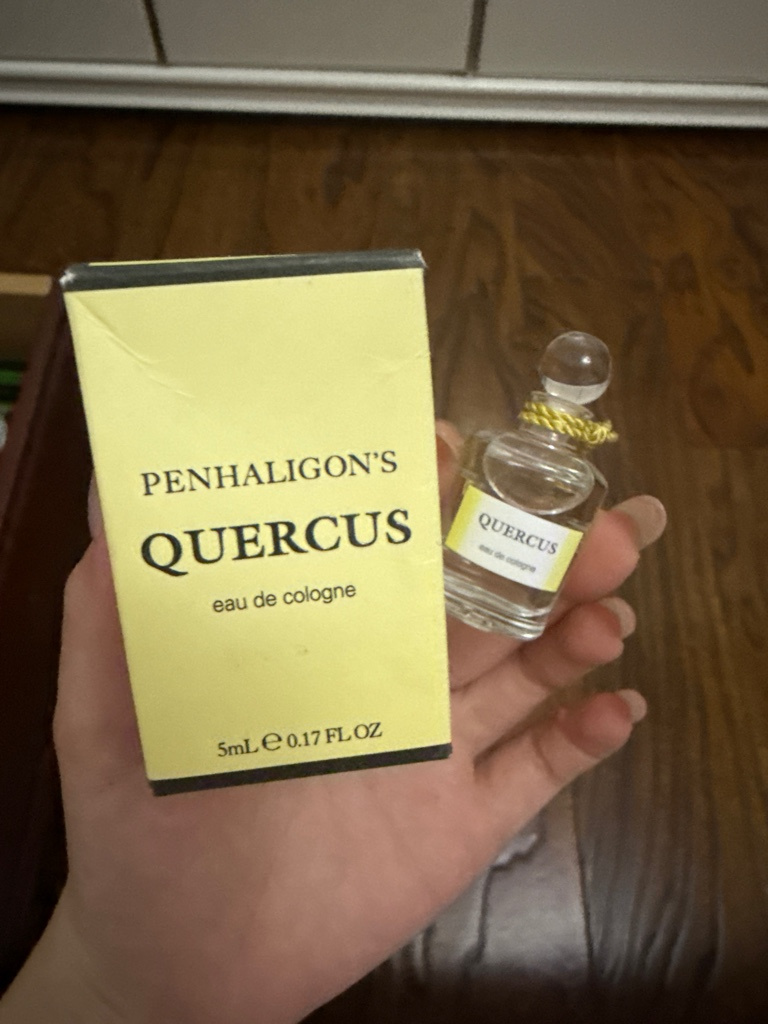 PENHALIGON'S
QUERCUS
eau de cologne
5mL ℮ 0.17 FL OZ
QUERCUS
eau de cologne